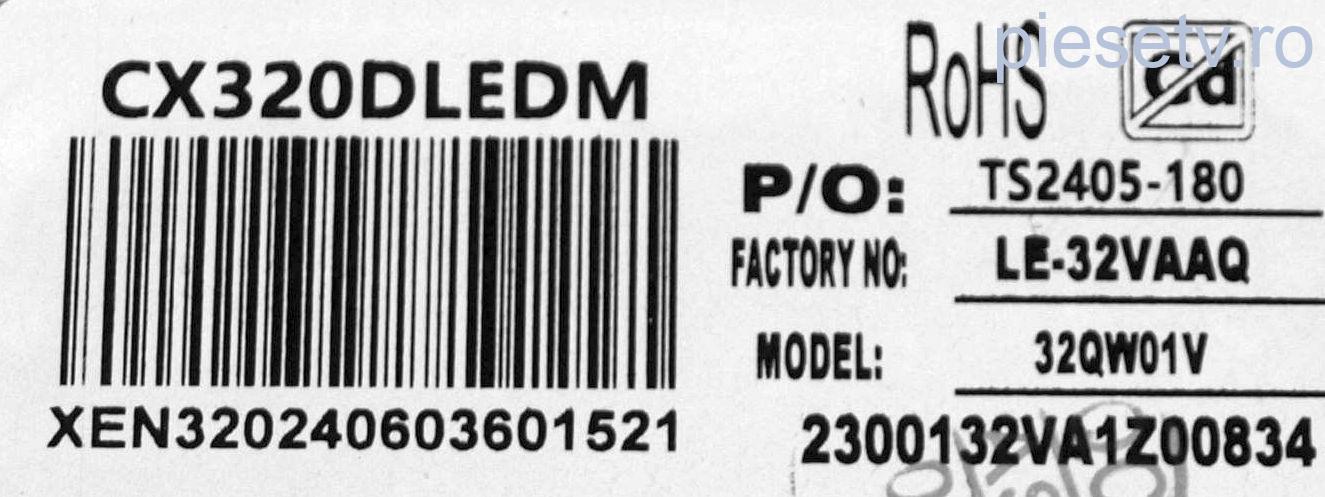 CX320DLEDM
XEN320240603601521
RoHS
Cd
piesetv.ro
P/O: TS2405-180
FACTORY NO: LE-32VAAQ
MODEL: 32QW01V
2300132VA1Z00834